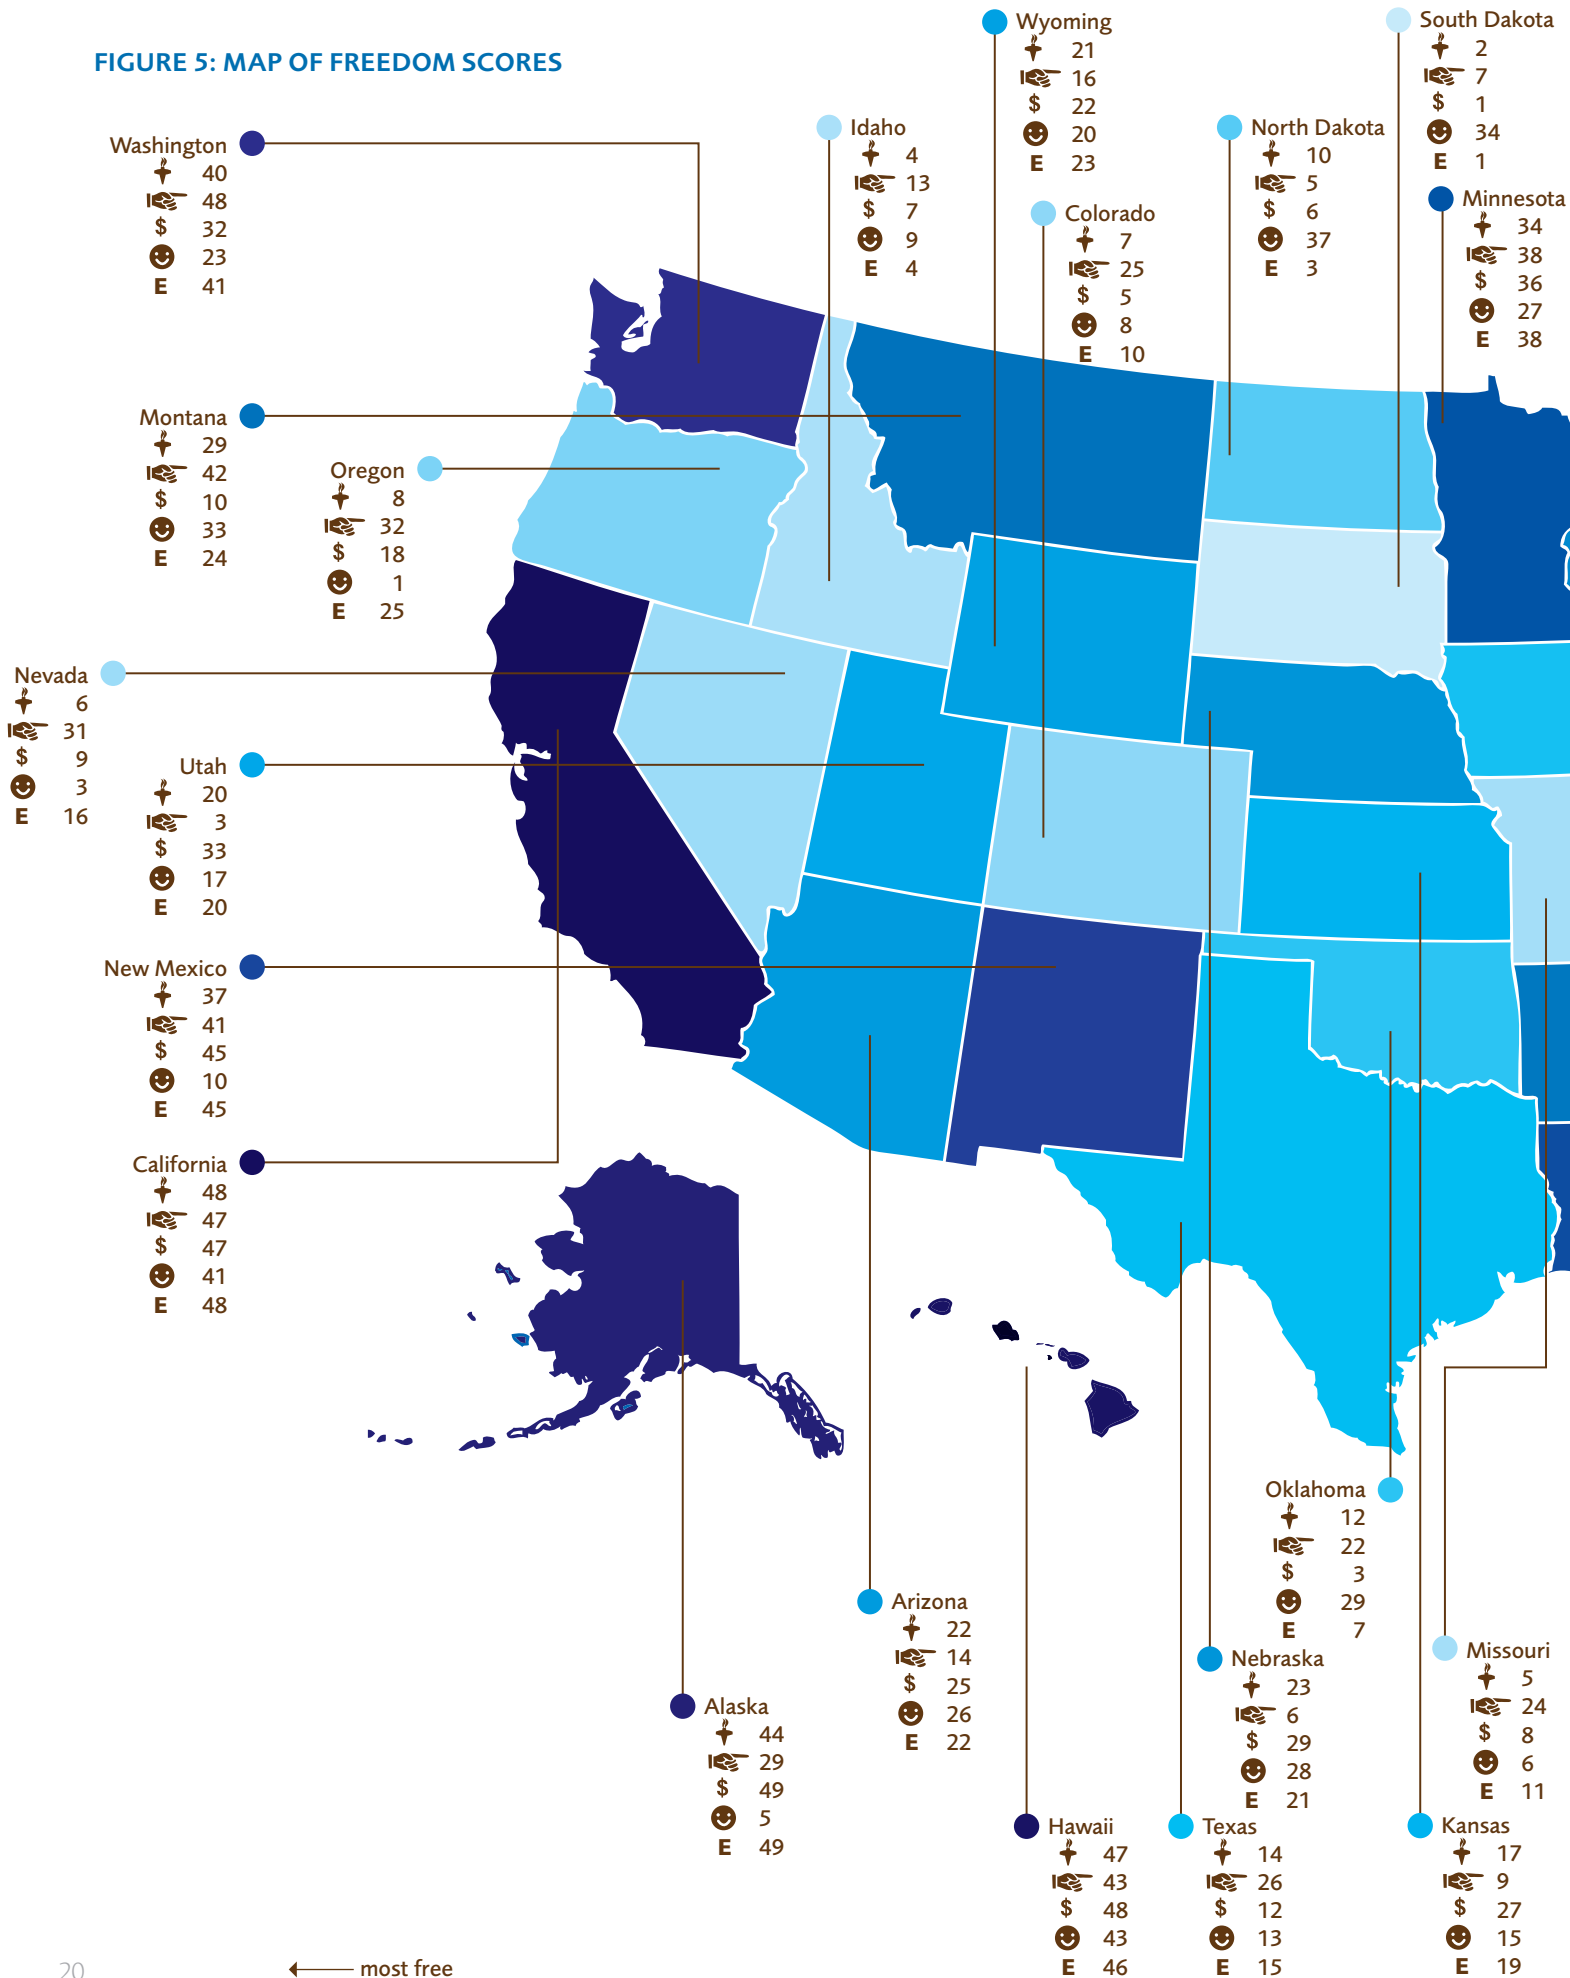 FIGURE 5: MAP OF FREEDOM SCORES
Wyoming
21
16
$ 22
20
E 23
South Dakota
2
7
$ 1
34
E 1
Idaho
4
13
$ 7
9
E 4
North Dakota
10
5
$ 6
37
E 3
Washington
40
48
$ 32
23
E 41
Colorado
7
25
$ 5
8
E 10
Minnesota
34
38
$ 36
27
E 38
Montana
29
42
$ 10
33
E 24
Oregon
8
32
$ 18
1
E 25
Nevada
6
31
$ 9
3
E 16
Utah
20
3
$ 33
17
E 20
New Mexico
37
41
$ 45
10
E 45
California
48
47
$ 47
41
E 48
Oklahoma
12
22
$ 3
29
E 7
Arizona
22
14
$ 25
26
E 22
Nebraska
23
6
$ 29
28
E 21
Missouri
5
24
$ 8
6
E 11
Alaska
44
29
$ 49
5
E 49
Hawaii
47
43
$ 48
43
E 46
Texas
14
26
$ 12
13
E 15
Kansas
17
9
$ 27
15
E 19
20
most free